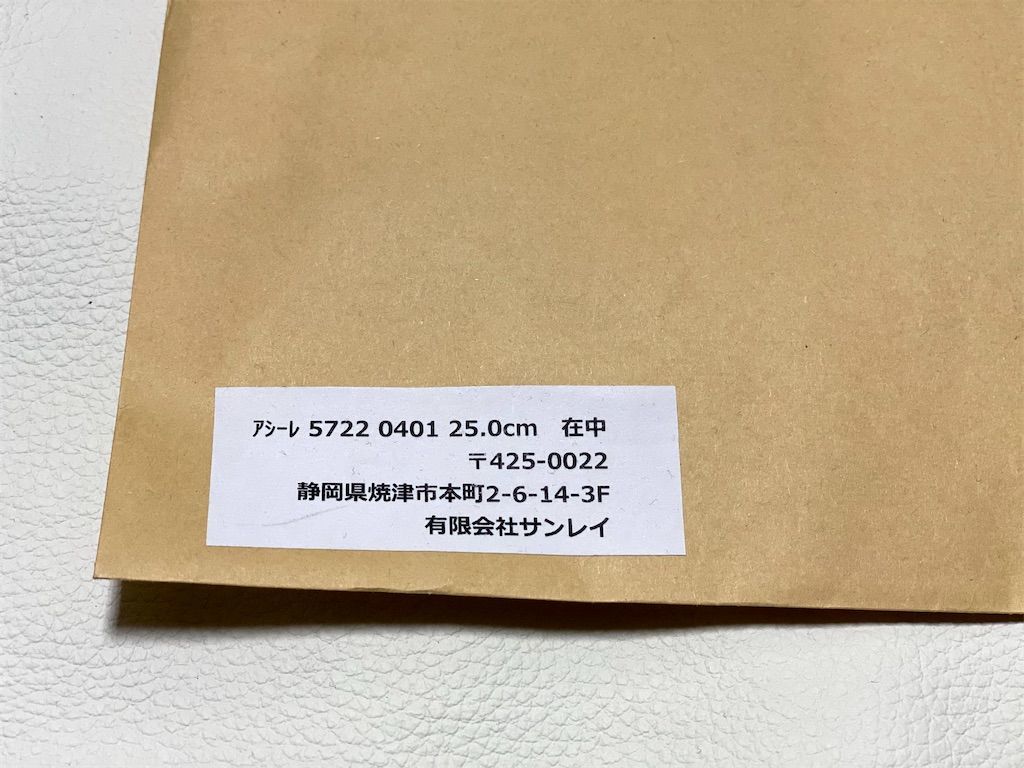 ｱｼｰﾚ 5722 0401 25.0cm　在中
〒425-0022
静岡県焼津市本町2-6-14-3F
有限会社サンレイ